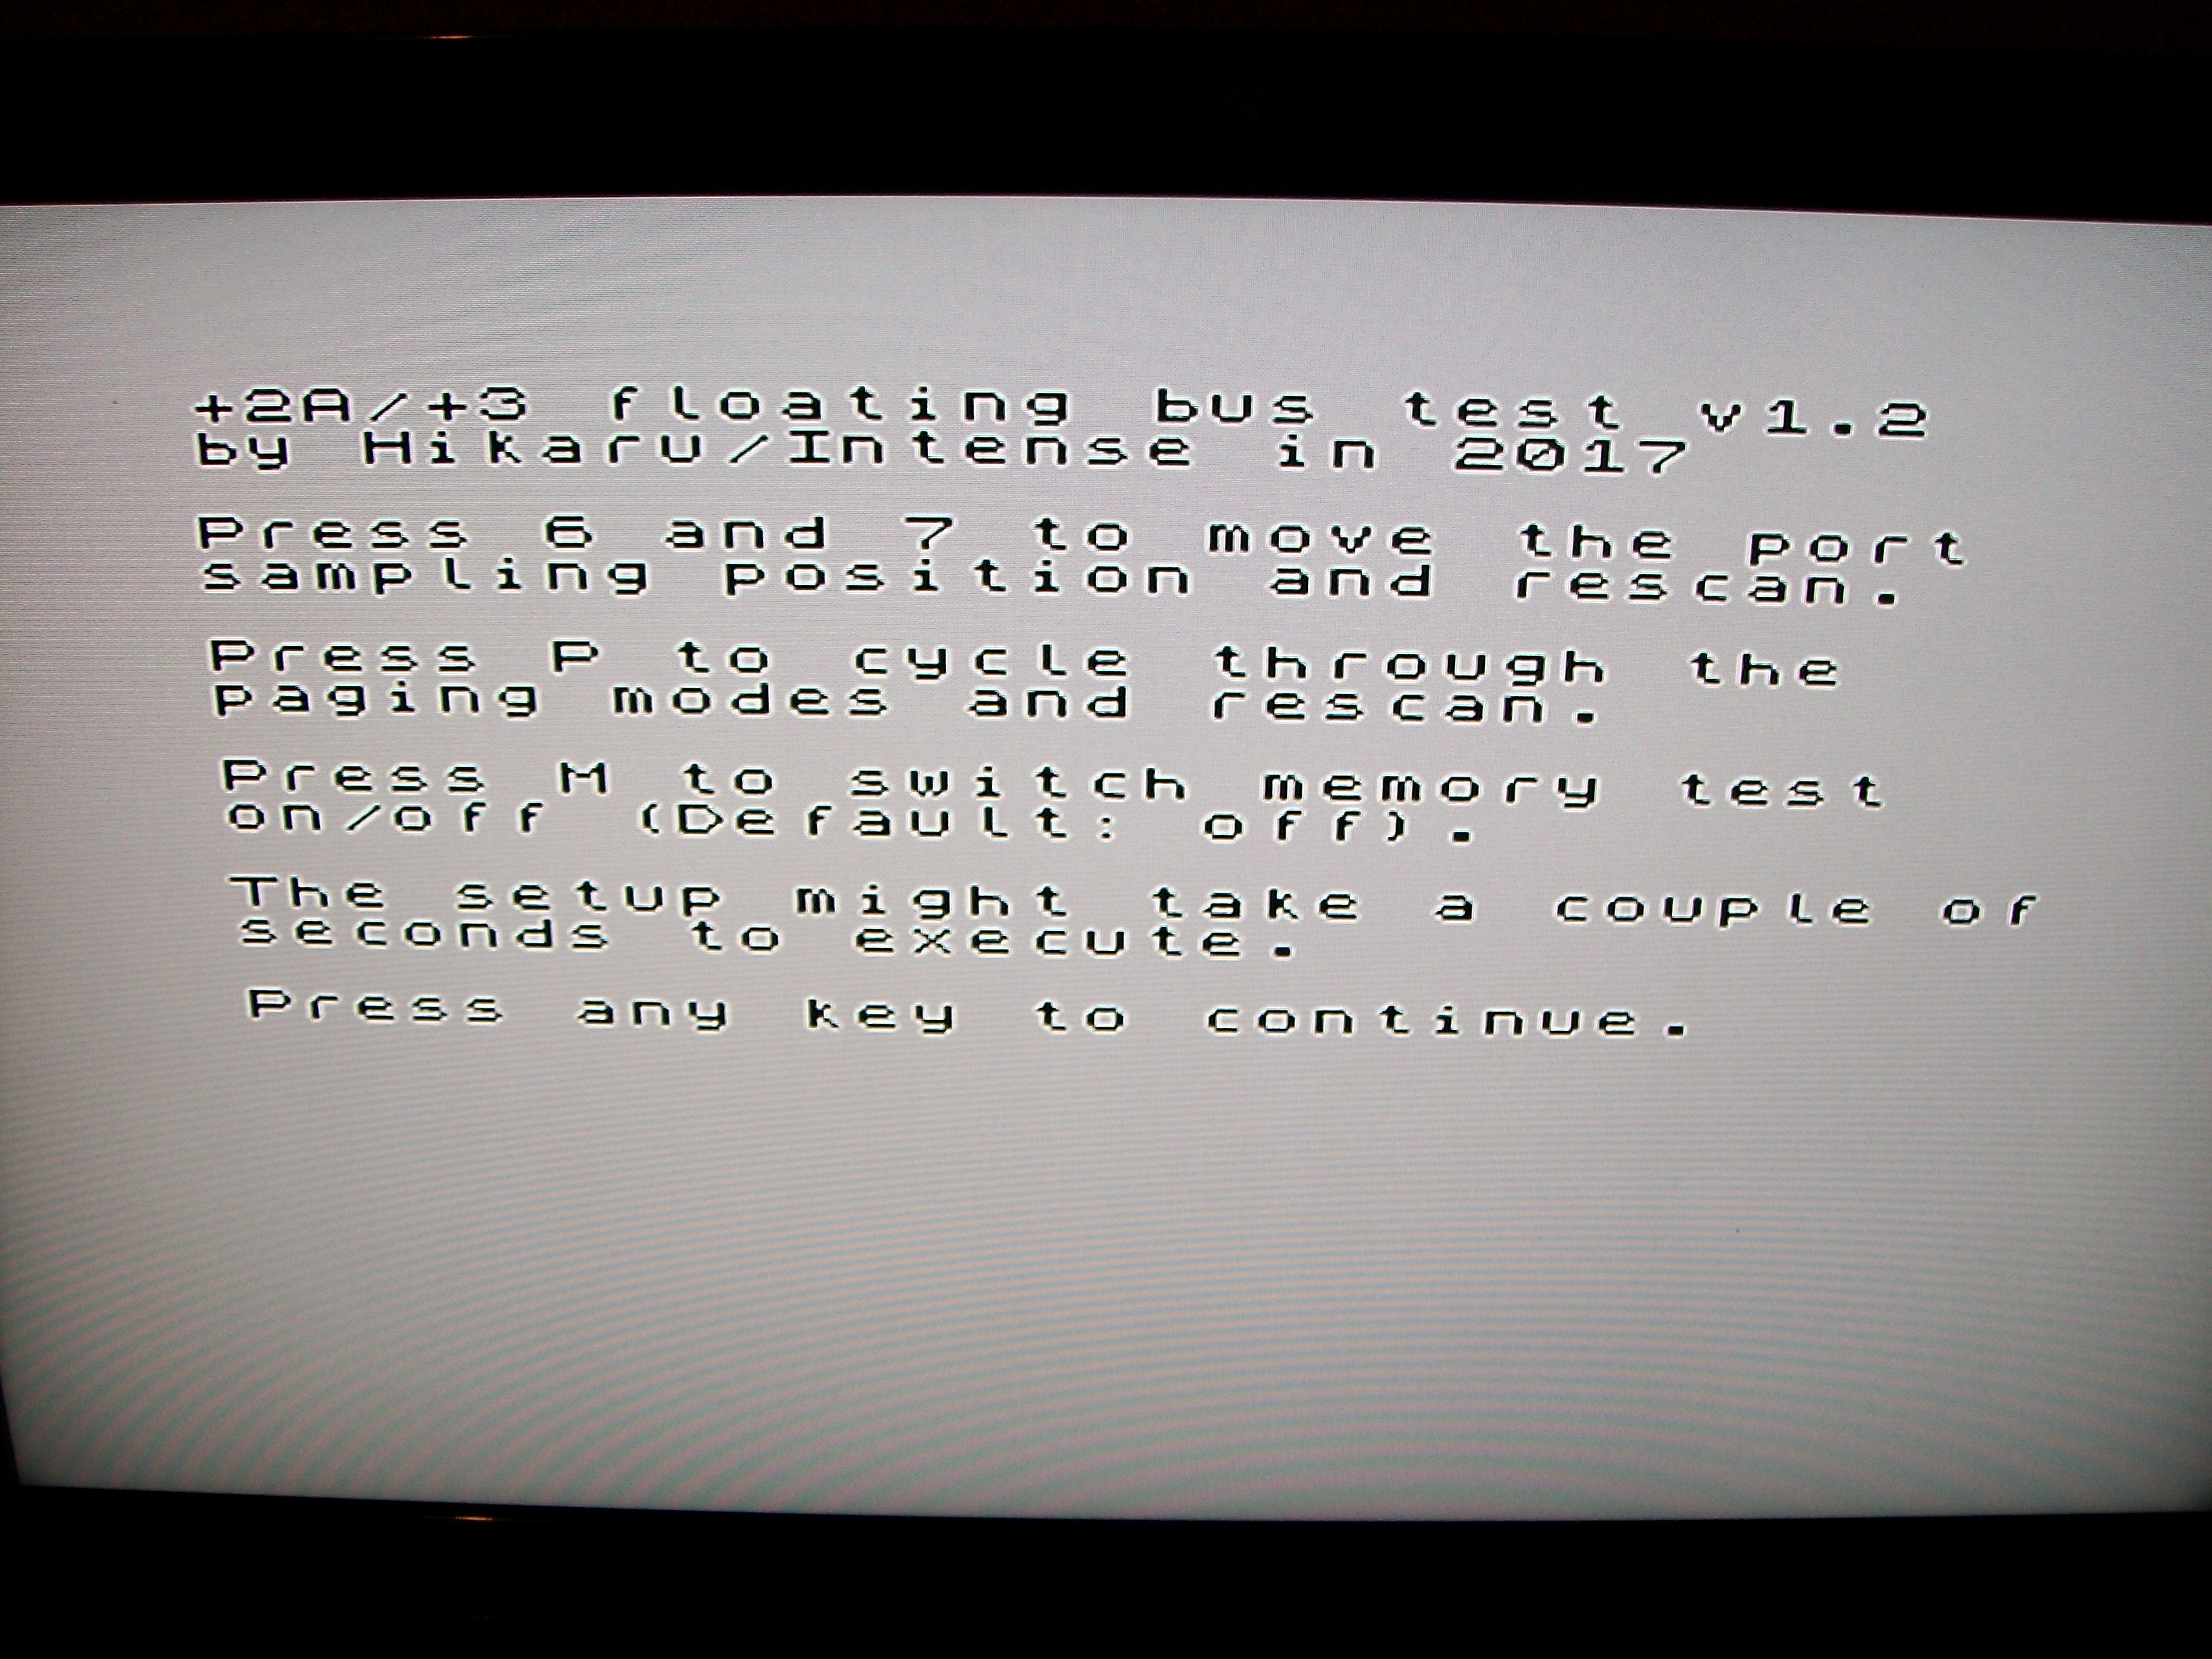 +2A/+3 floating bus test v1.2
by Hikaru/Intense in 2017
Press 6 and 7 to move the port
sampling position and rescan.
Press P to cycle through the
paging modes and rescan.
Press M to switch memory test
on/off (Default: off).
The setup might take a couple of
seconds to execute.
Press any key to continue.